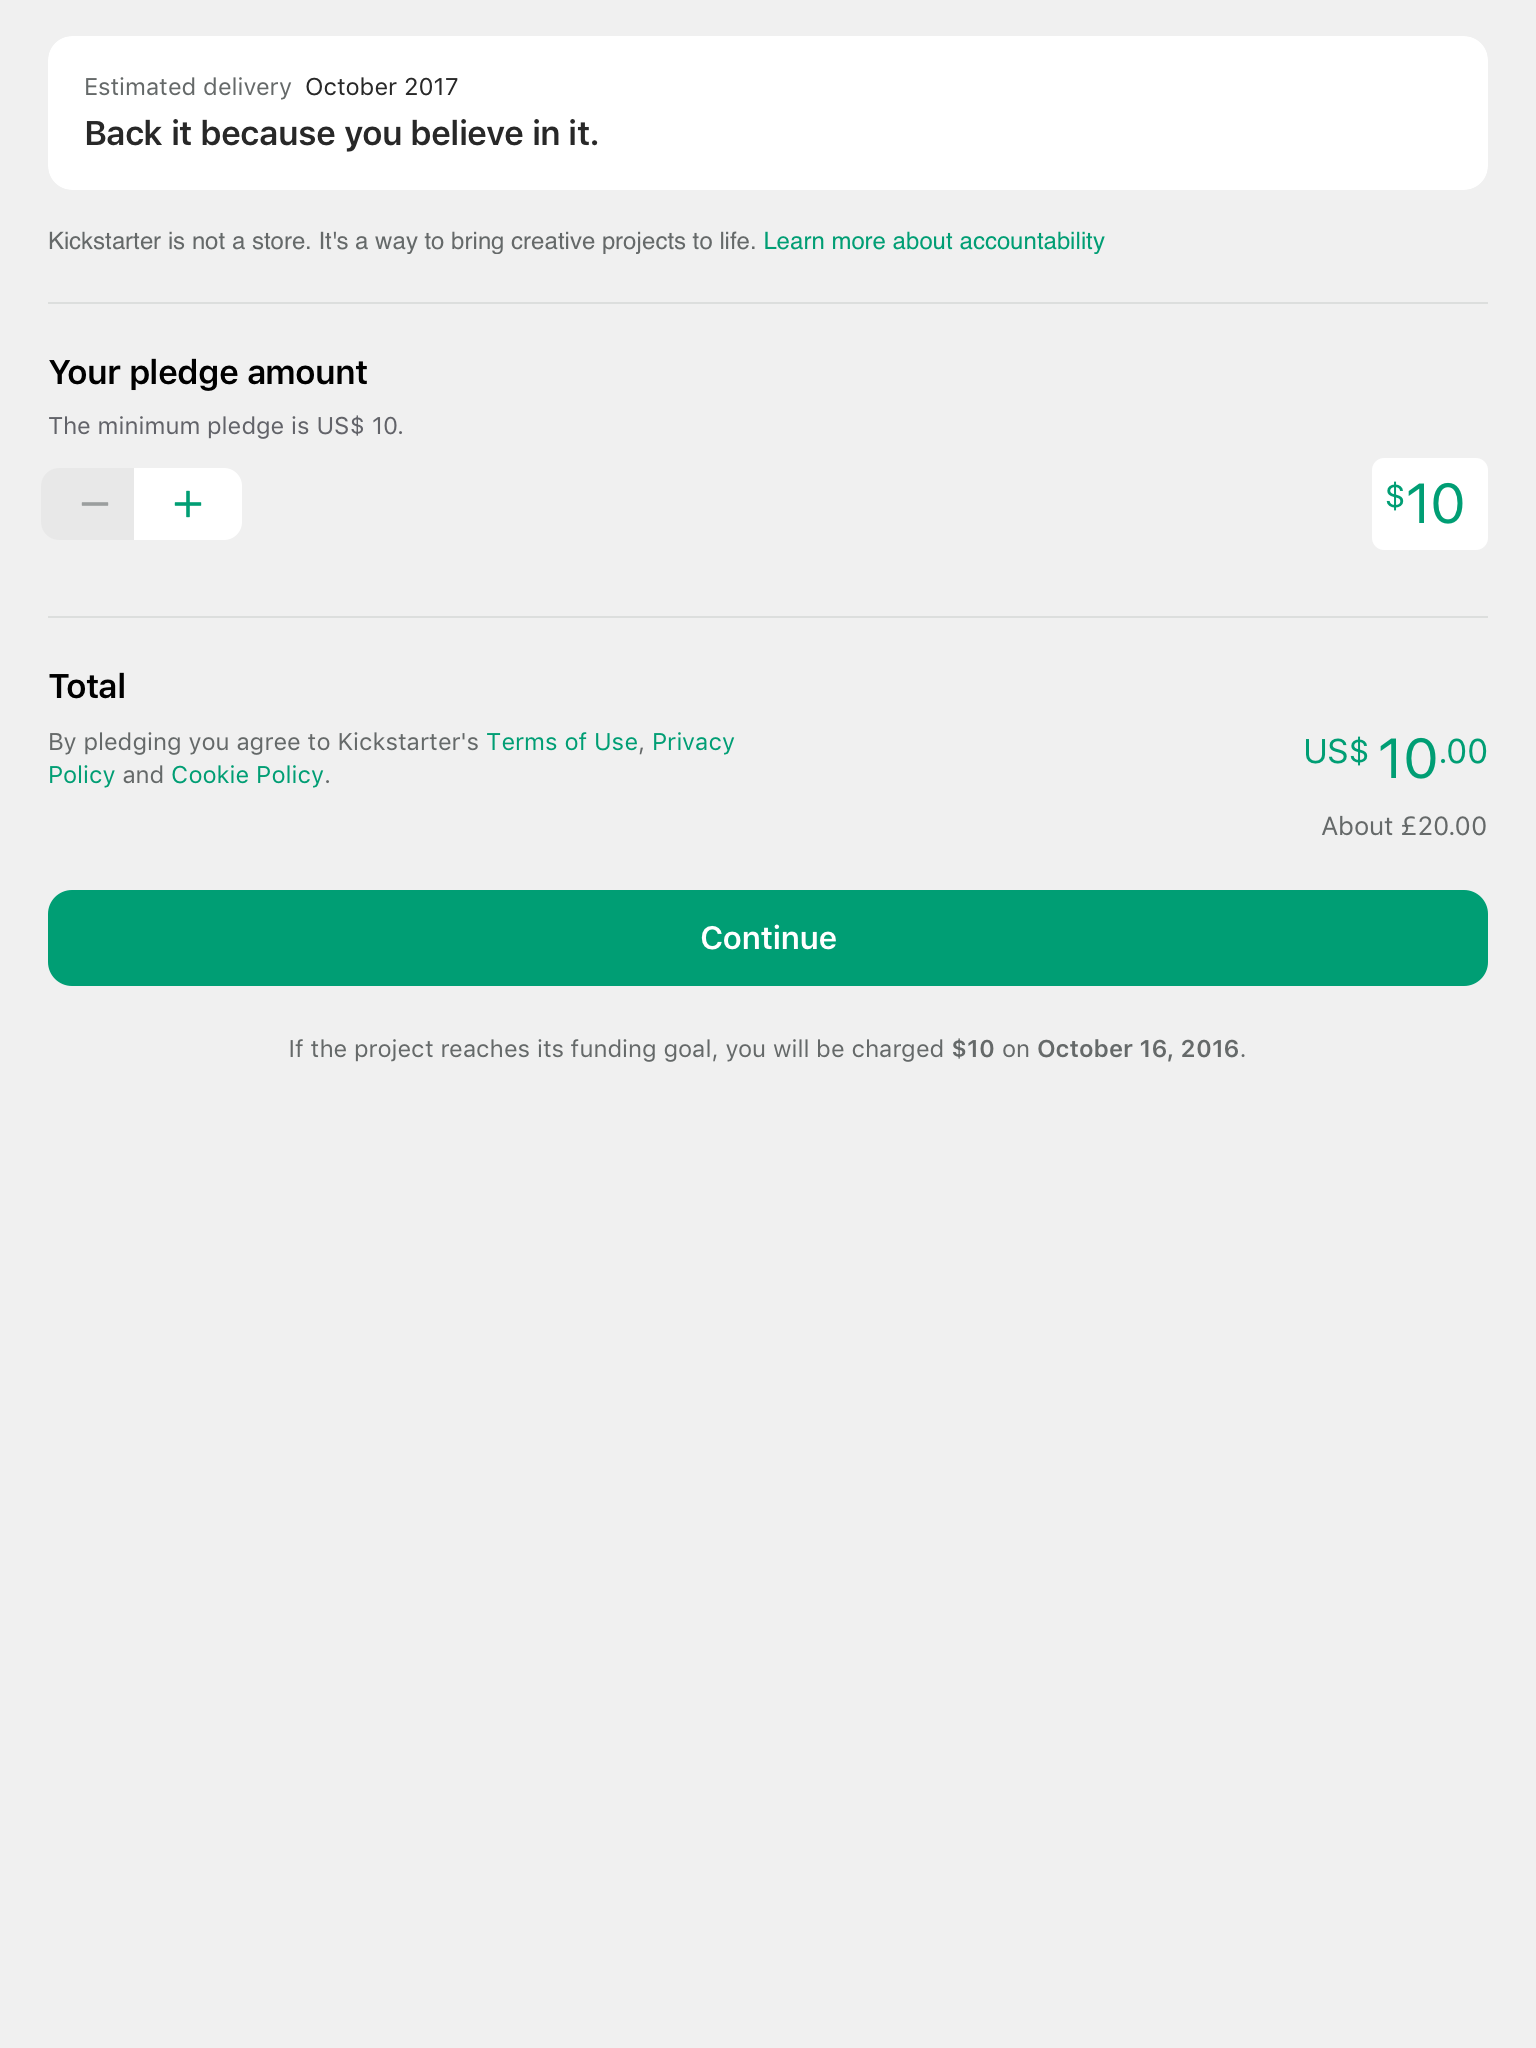 Estimated delivery October 2017
Back it because you believe in it.
Kickstarter is not a store. It's a way to bring creative projects to life. Learn more about accountability
Your pledge amount
The minimum pledge is US$ 10.
− +
$10
Total
By pledging you agree to Kickstarter's Terms of Use, Privacy
Policy and Cookie Policy.
US$ 10.00
About £20.00
Continue
If the project reaches its funding goal, you will be charged $10 on October 16, 2016.